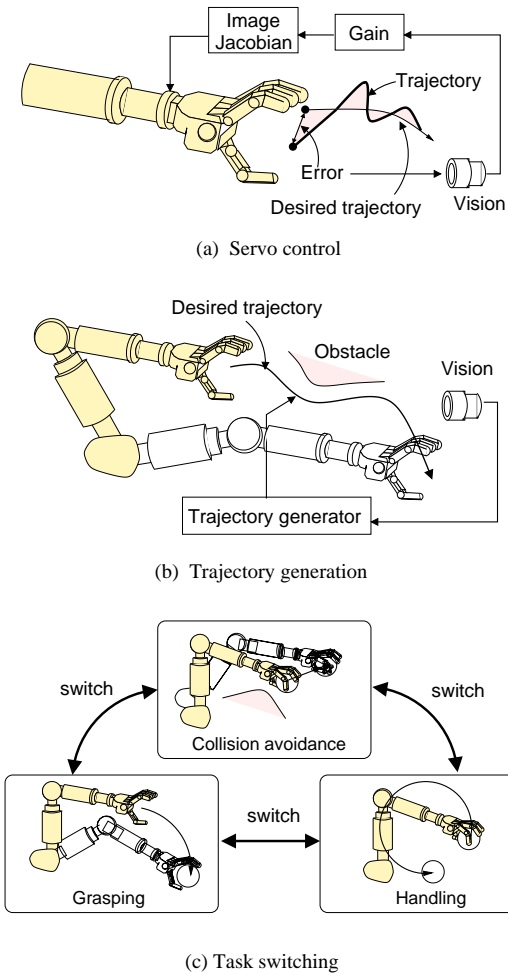 Image
Jacobian
Gain
Trajectory
Error
Desired trajectory
Vision
(a) Servo control
Desired trajectory
Obstacle
Vision
Trajectory generator
(b) Trajectory generation
switch
switch
Collision avoidance
switch
Grasping
Handling
(c) Task switching